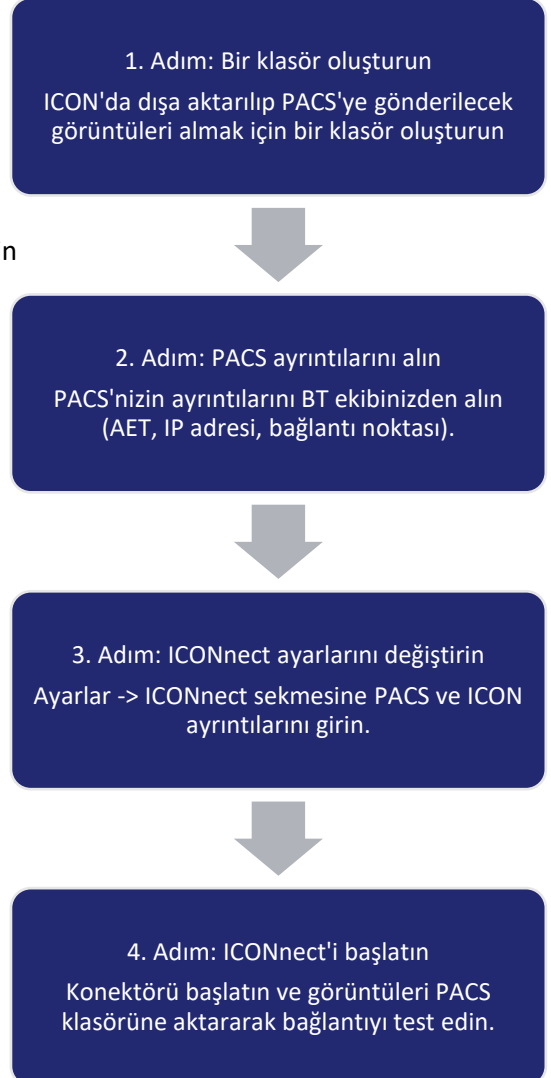 1. Adım: Bir klasör oluşturun
ICON'da dışa aktarılıp PACS'ye gönderilecek
görüntüleri almak için bir klasör oluşturun
n
2. Adım: PACS ayrıntılarını alın
PACS'nizin ayrıntılarını BT ekibinizden alın
(AET, IP adresi, bağlantı noktası).
3. Adım: ICONnect ayarlarını değiştirin
Ayarlar -> ICONnect sekmesine PACS ve ICON
ayrıntılarını girin.
4. Adım: ICONnect'i başlatın
Konektörü başlatın ve görüntüleri PACS
klasörüne aktararak bağlantıyı test edin.